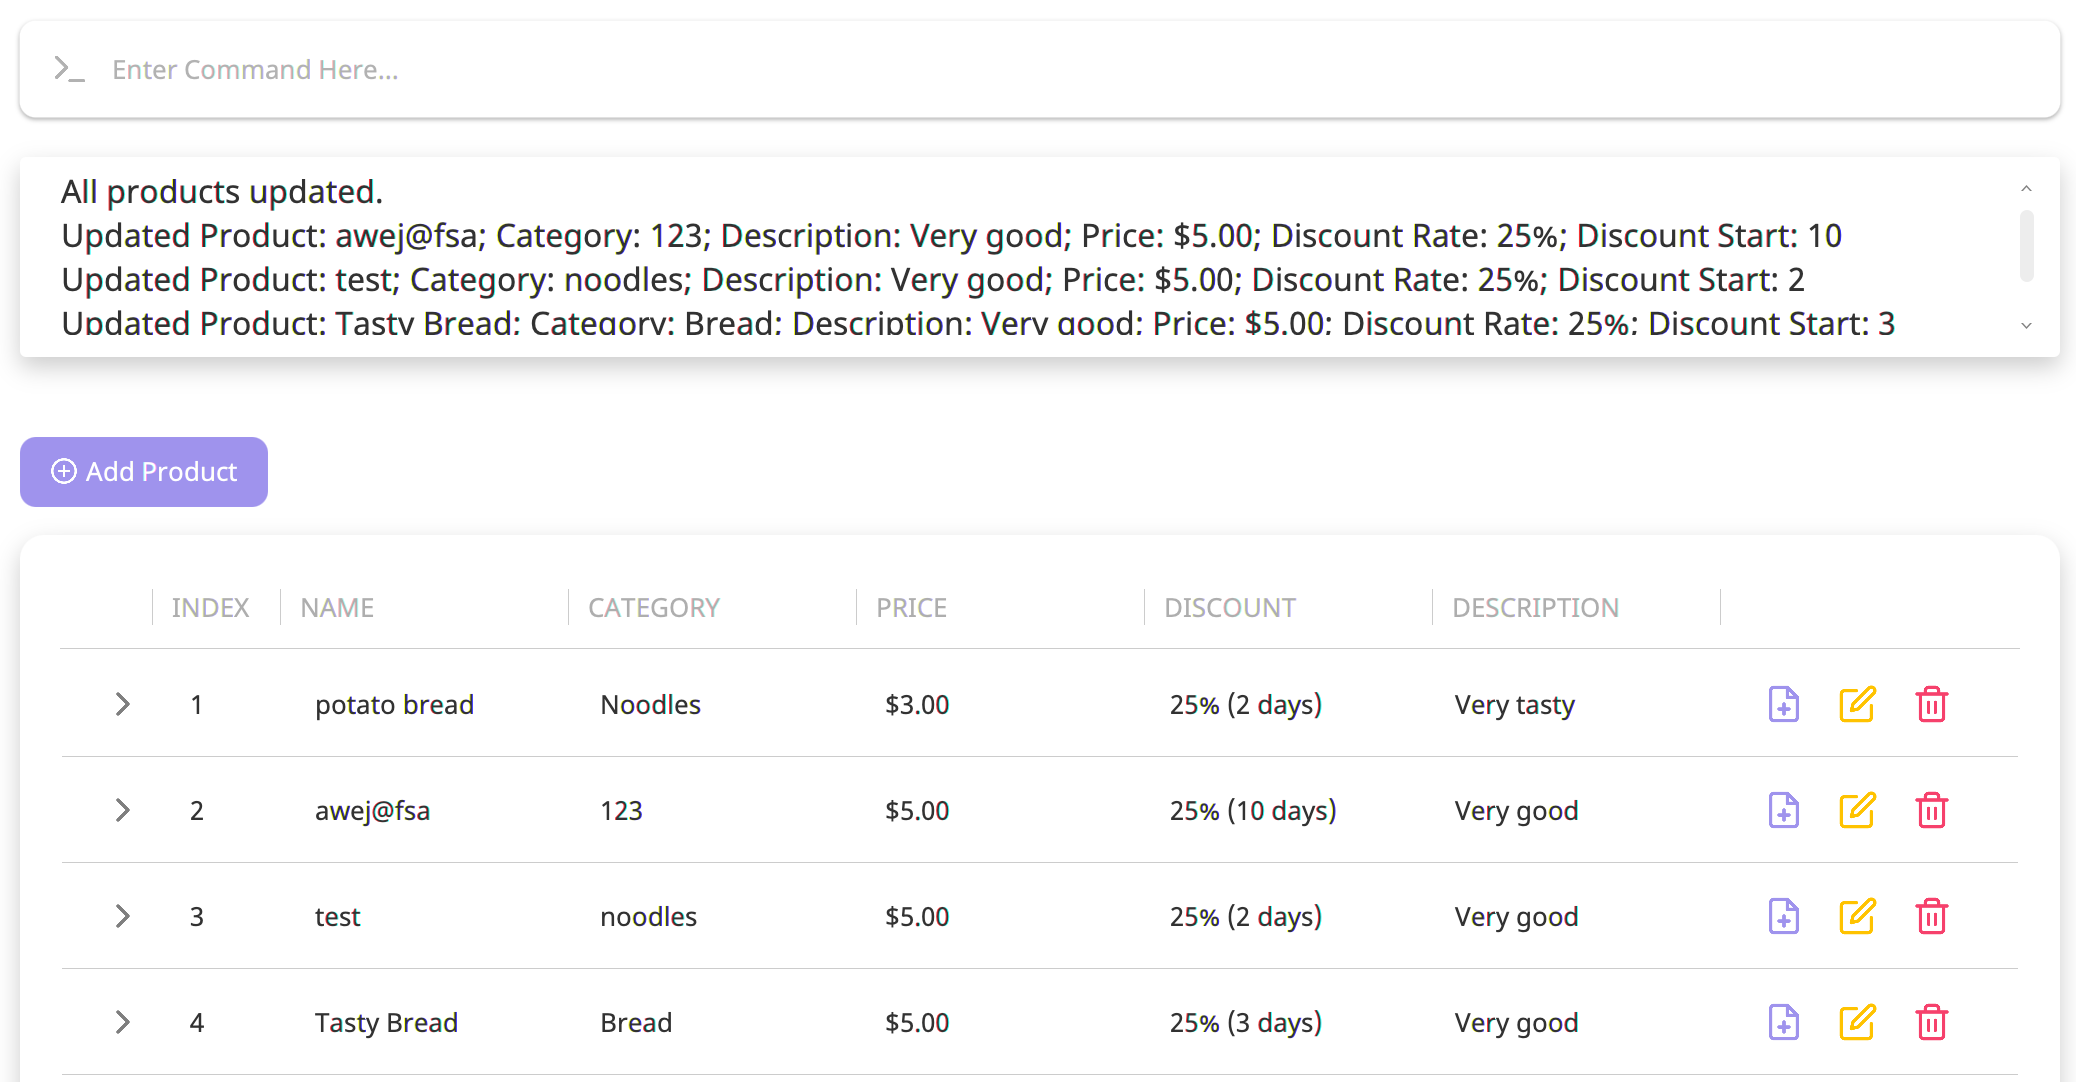 Enter Command Here...
All products updated.
Updated Product: awej@fsa; Category: 123; Description: Very good; Price: $5.00; Discount Rate: 25%; Discount Start: 10
Updated Product: test; Category: noodles; Description: Very good; Price: $5.00; Discount Rate: 25%; Discount Start: 2
Updated Product: Tasty Bread; Category: Bread; Description: Very good; Price: $5.00; Discount Rate: 25%; Discount Start: 3
Add Product
INDEX NAME CATEGORY PRICE DISCOUNT DESCRIPTION
1 potato bread Noodles $3.00 25% (2 days) Very tasty
2 awej@fsa 123 $5.00 25% (10 days) Very good
3 test noodles $5.00 25% (2 days) Very good
4 Tasty Bread Bread $5.00 25% (3 days) Very good